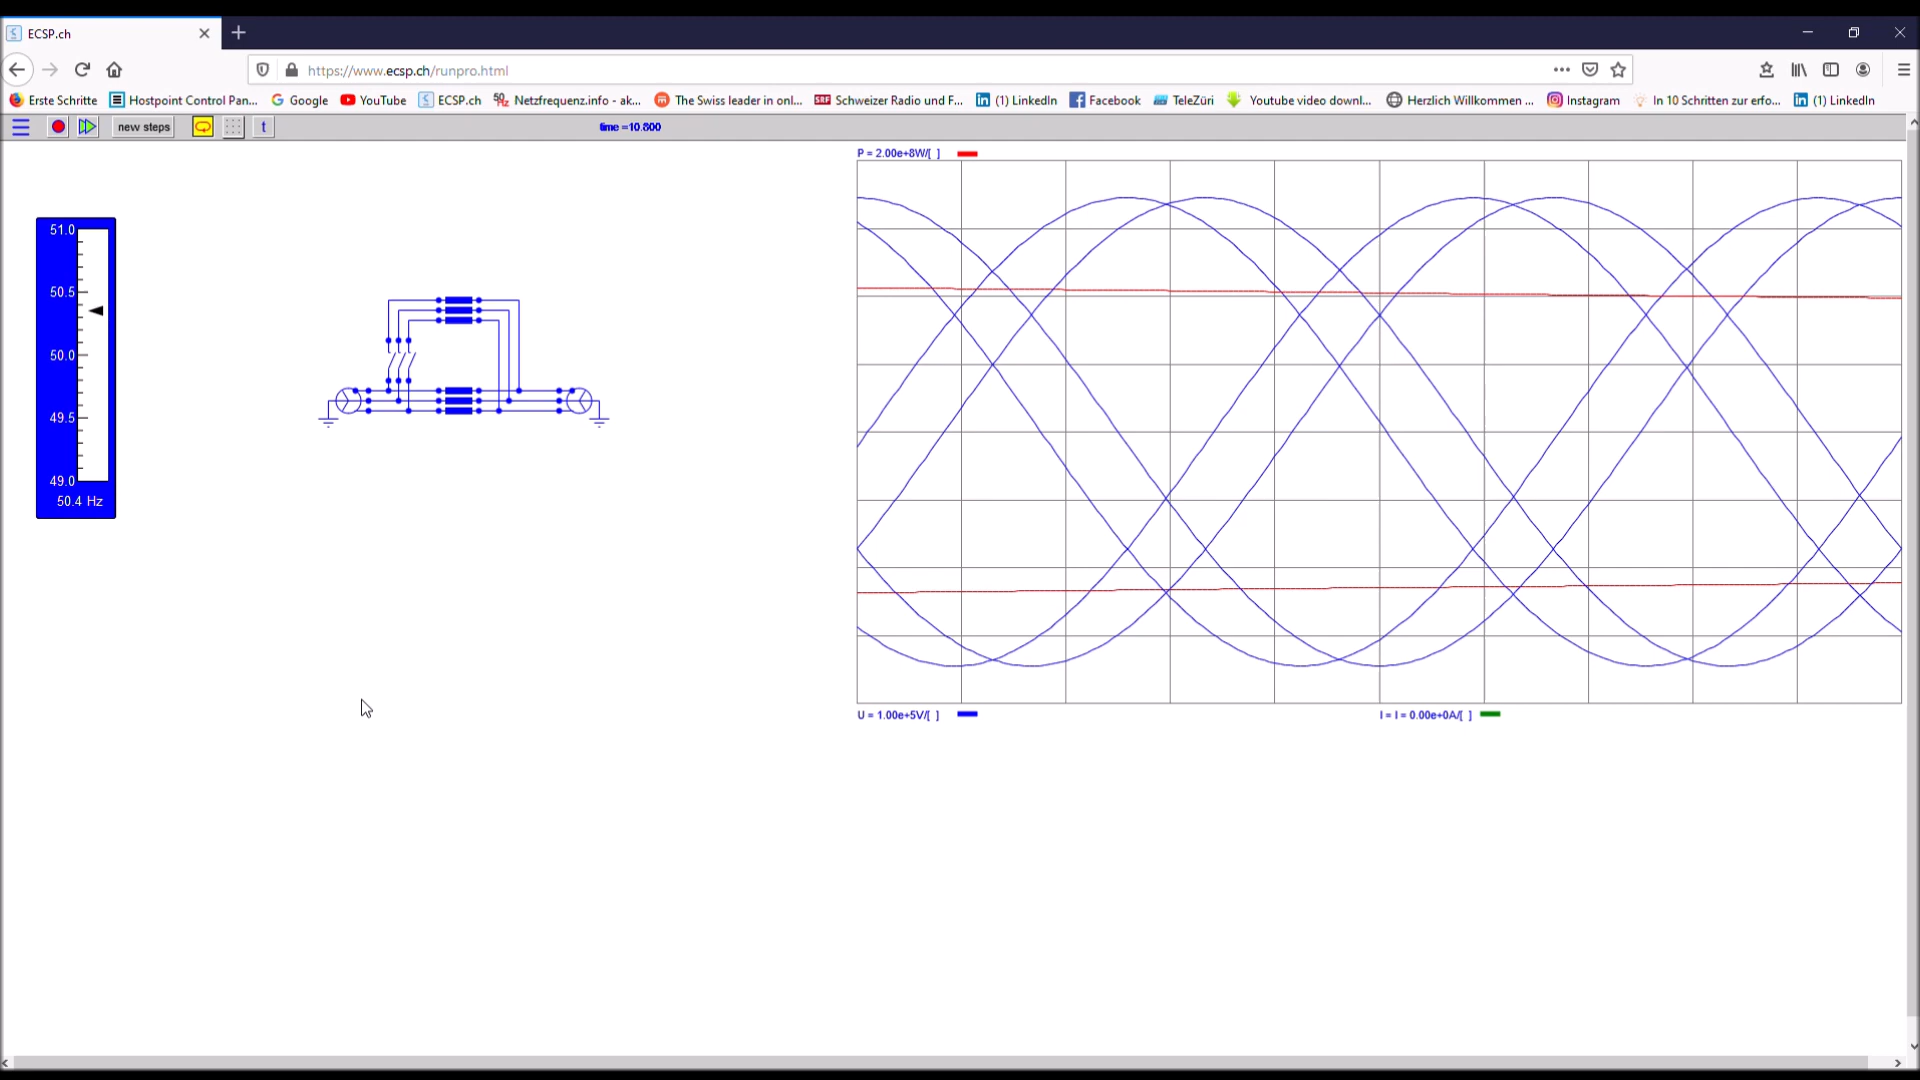 ECSP.ch
https://www.ecsp.ch/runpro.html
Erste Schritte Hostpoint Control Pan... Google YouTube ECSP.ch Netzfrequenz.info - ak... The Swiss leader in onl... SRF Schweizer Radio und F... (1) LinkedIn Facebook TeleZüri Youtube video downl... Herzlich Willkommen ... Instagram In 10 Schritten zur erfo... (1) LinkedIn
new steps t time =10.800
P = 2.00e+8W/[ ]
51.0
50.5
50.0
49.5
49.0
50.4 Hz
U = 1.00e+5V/[ ] I = I = 0.00e+0A/[ ]